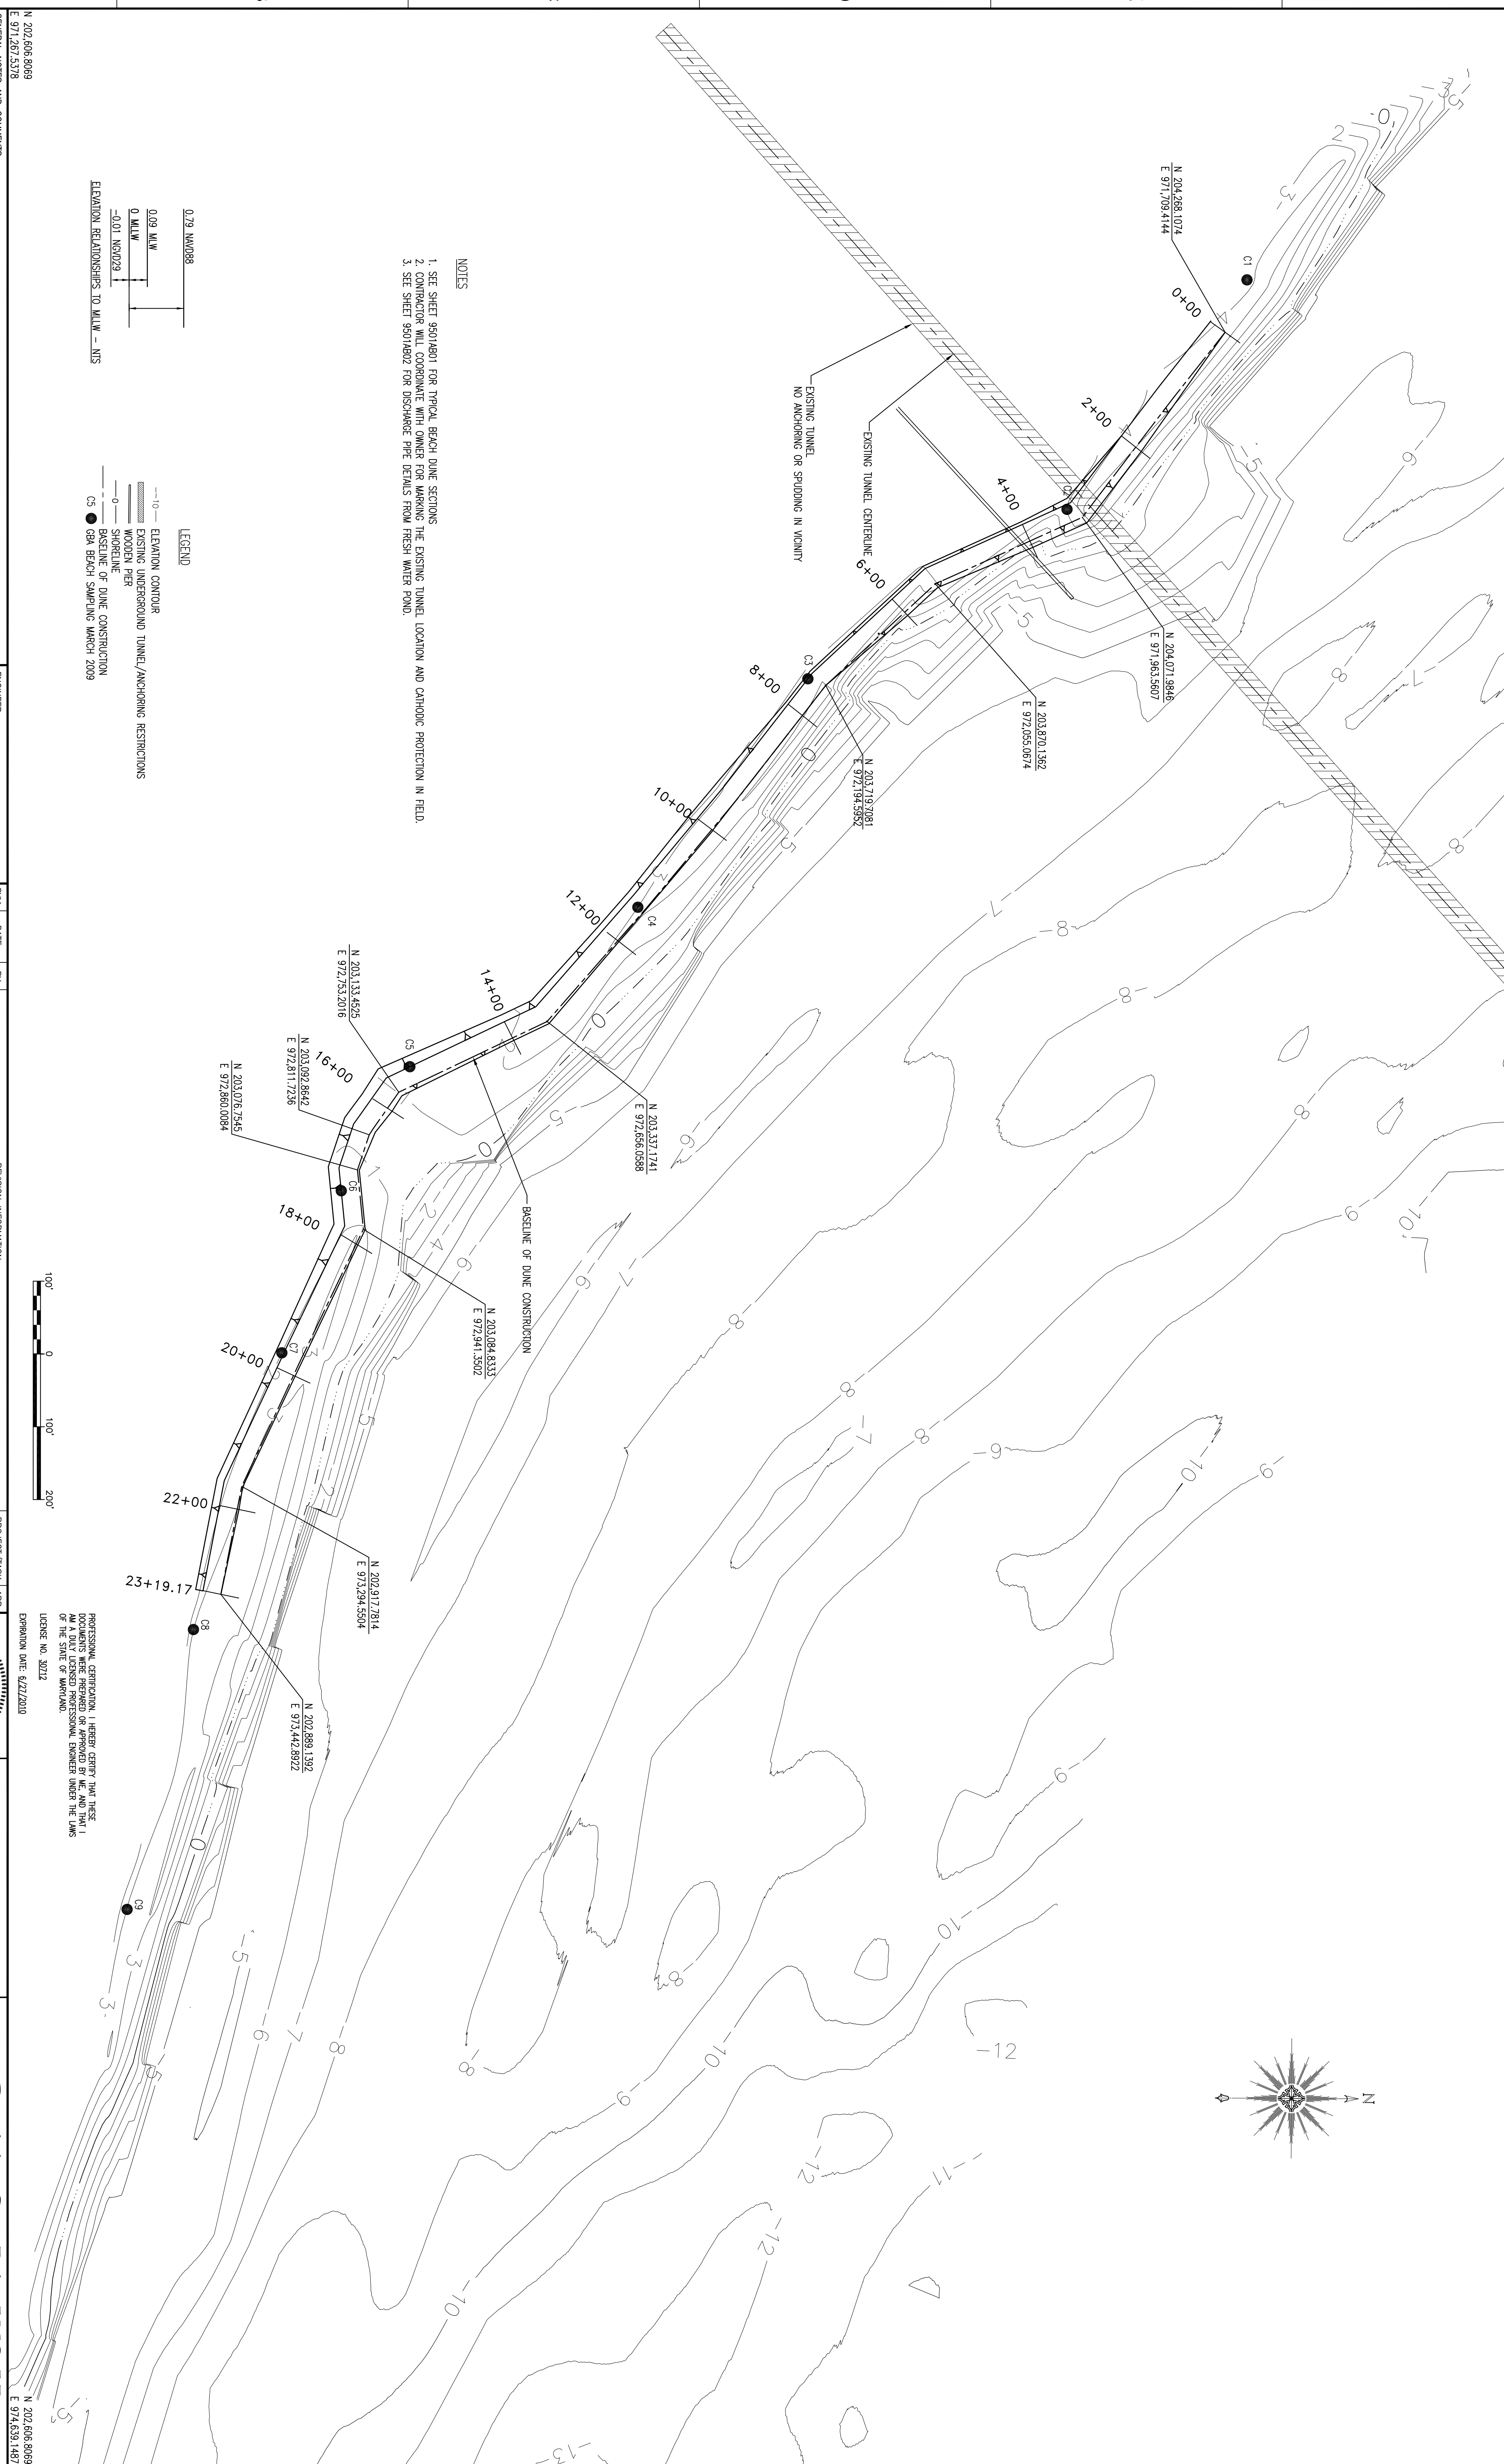 N 202,606.8069
E 971,267.5378
N 204,268.1074
E 971,709.4144
C1
0+00
2+00
C2
4+00
6+00
N 204,071.9846
E 971,963.5607
N 203,870.1362
E 972,055.0674
N 203,719.7081
E 972,194.5952
EXISTING TUNNEL CENTERLINE
EXISTING TUNNEL
NO ANCHORING OR SPUDDING IN VICINITY
C3
8+00
10+00
12+00
C4
14+00
N 203,337.1741
E 972,656.0588
N 203,133.4525
E 972,753.2016
C5
16+00
N 203,092.8642
E 972,811.7236
N 203,076.7545
E 972,860.0084
BASELINE OF DUNE CONSTRUCTION
C6
18+00
N 203,084.8333
E 972,941.3502
C7
20+00
22+00
N 202,917.7814
E 973,294.5504
23+19.17
C8
N 202,889.1392
E 973,442.8922
C9
N
NOTES
1. SEE SHEET 9501AB01 FOR TYPICAL BEACH DUNE SECTIONS
2. CONTRACTOR WILL COORDINATE WITH OWNER FOR MARKING THE EXISTING TUNNEL LOCATION AND CATHODIC PROTECTION IN FIELD.
3. SEE SHEET 9501AB02 FOR DISCHARGE PIPE DETAILS FROM FRESH WATER POND.
0.79 NAVD88
0.09 MLW
0 MLLW
-0.01 NGVD29
ELEVATION RELATIONSHIPS TO MLLW – NTS
LEGEND
--10-- ELEVATION CONTOUR
EXISTING UNDERGROUND TUNNEL/ANCHORING RESTRICTIONS
WOODEN PIER
0 SHORELINE
BASELINE OF DUNE CONSTRUCTION
C5 GBA BEACH SAMPLING MARCH 2009
100' 0 100' 200'
PROFESSIONAL CERTIFICATION. I HEREBY CERTIFY THAT THESE
DOCUMENTS WERE PREPARED OR APPROVED BY ME, AND THAT I
AM A DULY LICENSED PROFESSIONAL ENGINEER UNDER THE LAWS
OF THE STATE OF MARYLAND.
LICENSE NO. 30712
EXPIRATION DATE: 6/27/2010
N 202,606.8069
E 974,639.1487